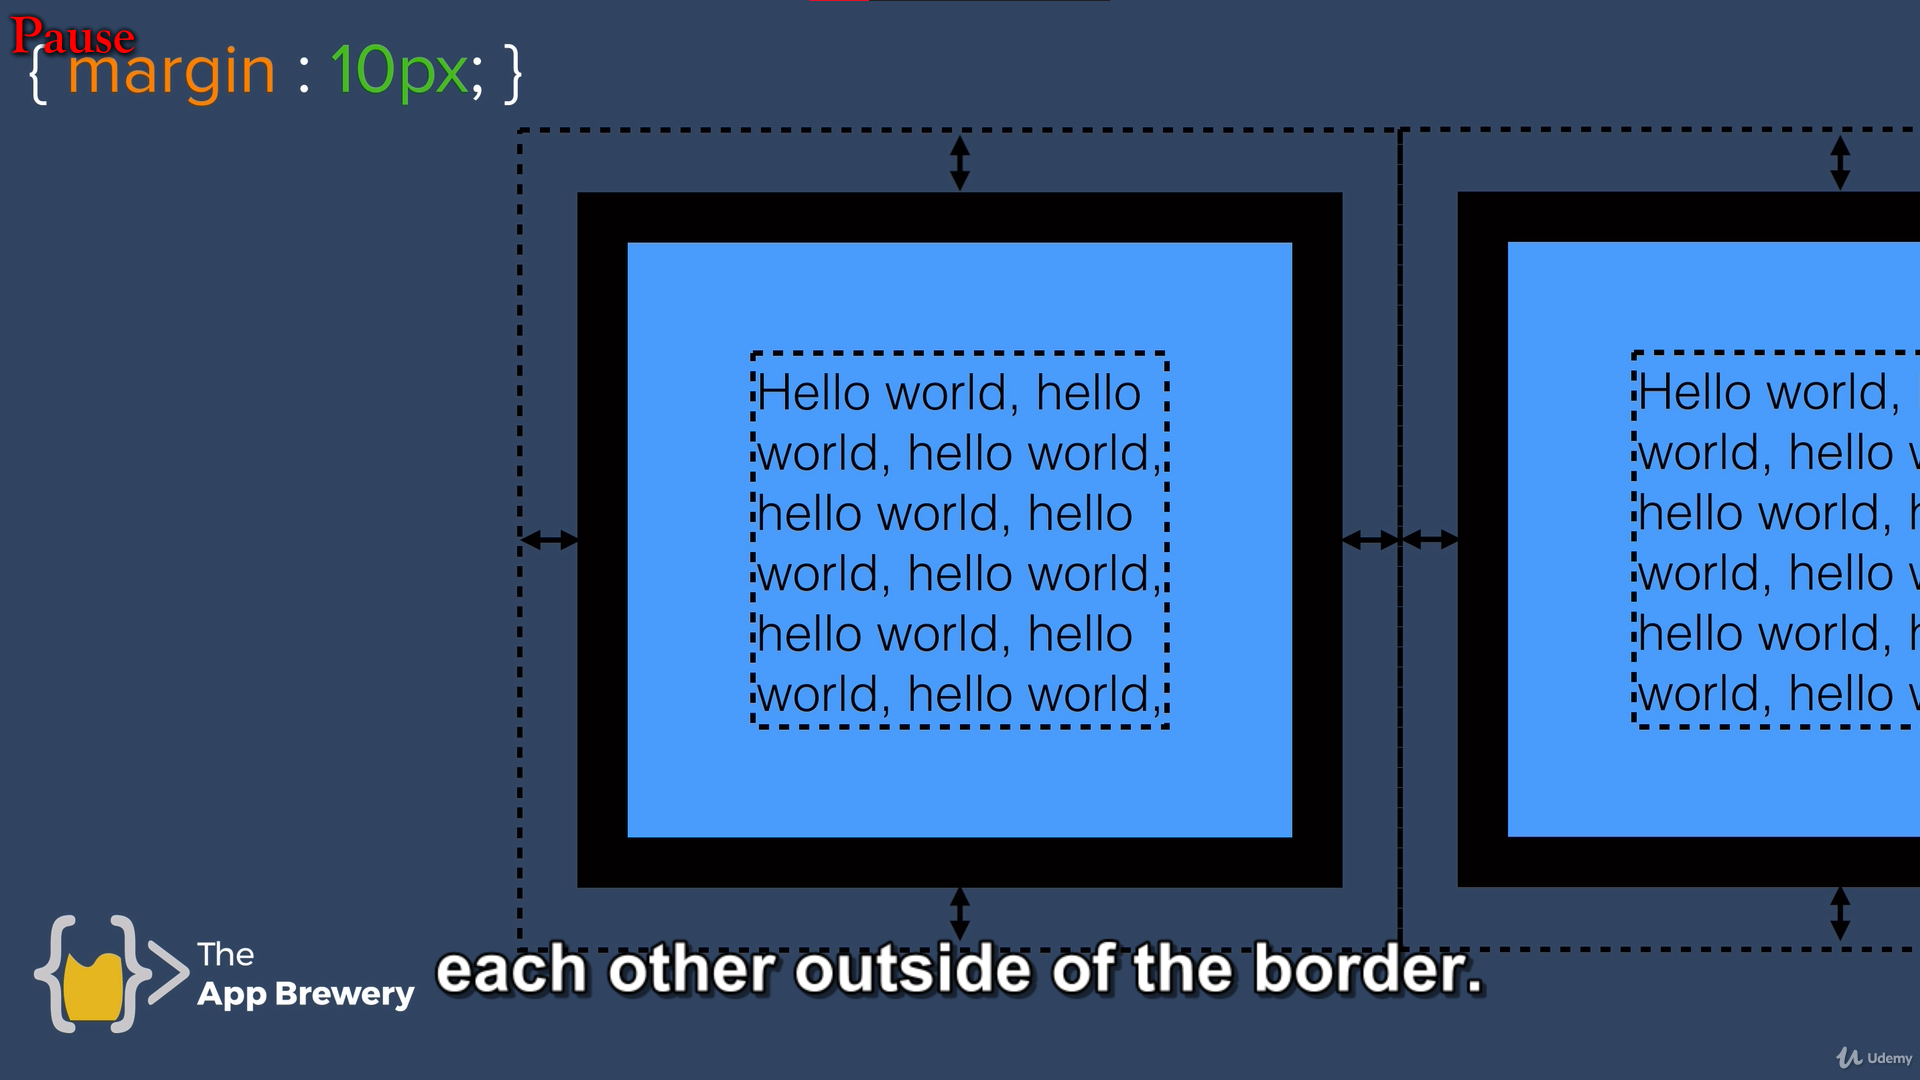 Pause
{ margin : 10px; }
Hello world, hello
world, hello world,
hello world, hello
world, hello world,
hello world, hello
world, hello world,
Hello world,
world, hello w
hello world, h
world, hello w
hello world, h
world, hello w
The
App Brewery
each other outside of the border.
Udemy